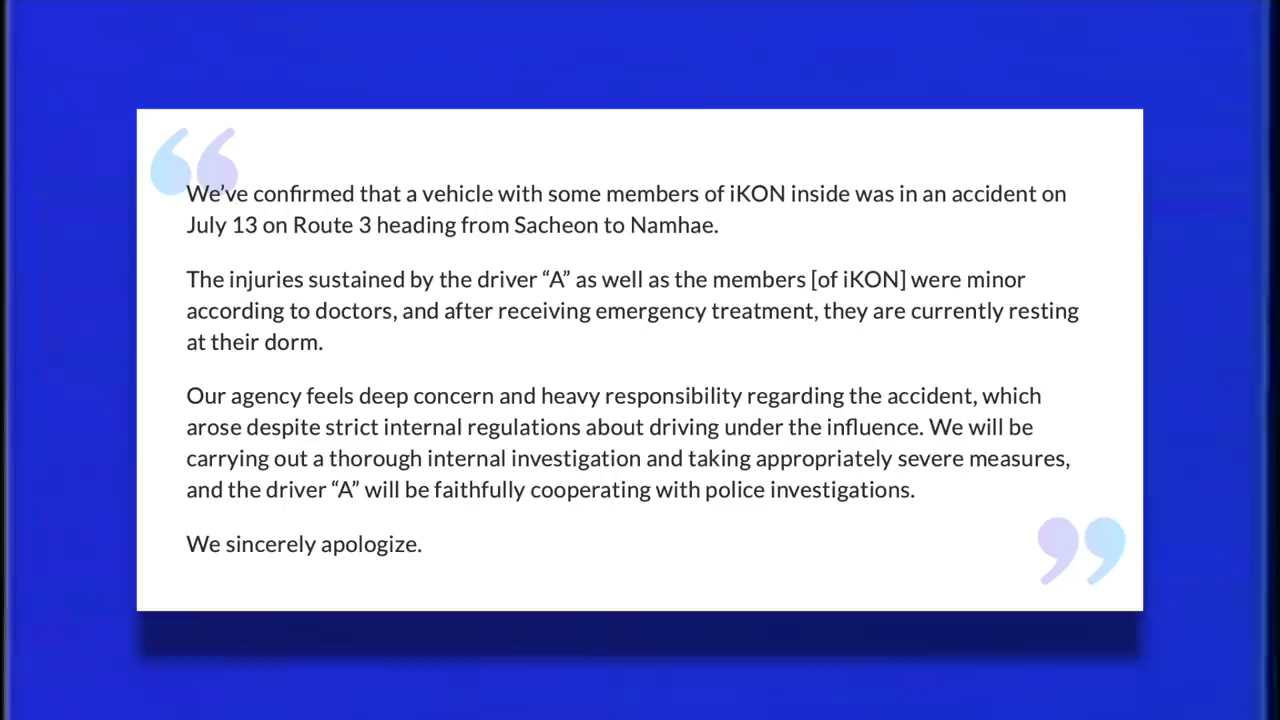 We’ve confirmed that a vehicle with some members of iKON inside was in an accident on
July 13 on Route 3 heading from Sacheon to Namhae.
The injuries sustained by the driver “A” as well as the members [of iKON] were minor
according to doctors, and after receiving emergency treatment, they are currently resting
at their dorm.
Our agency feels deep concern and heavy responsibility regarding the accident, which
arose despite strict internal regulations about driving under the influence. We will be
carrying out a thorough internal investigation and taking appropriately severe measures,
and the driver “A” will be faithfully cooperating with police investigations.
We sincerely apologize.